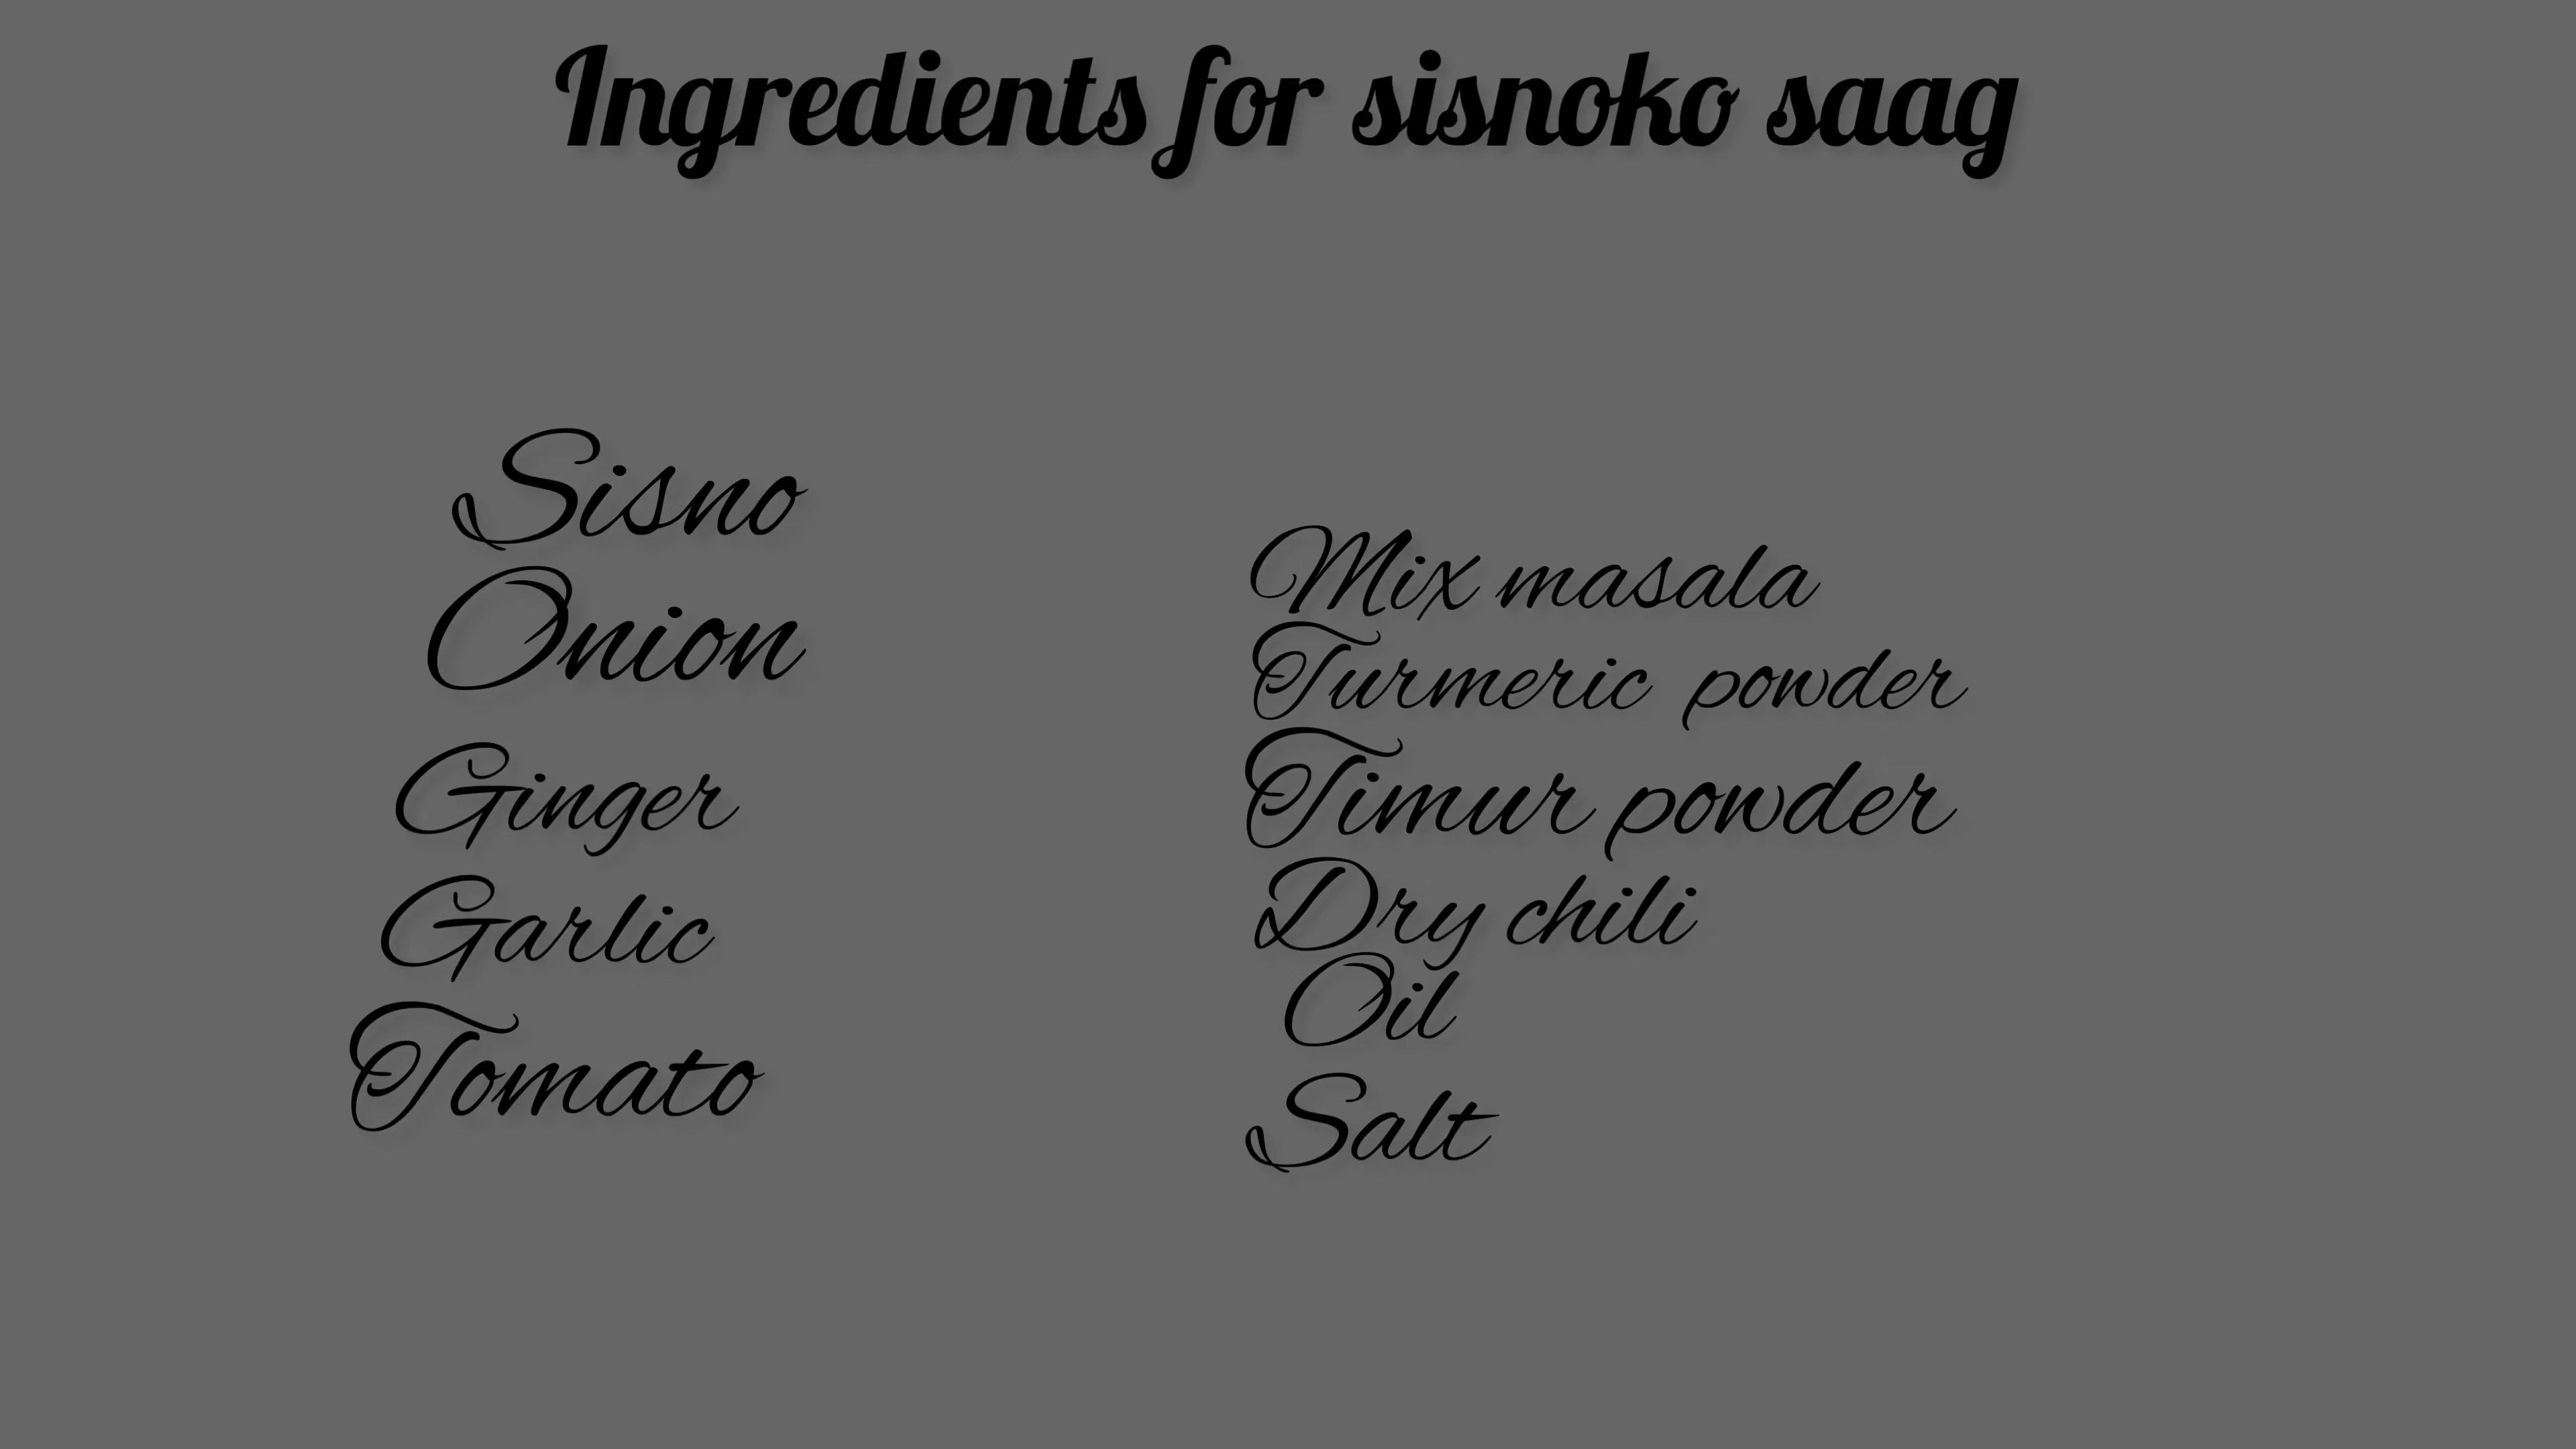 Ingredients for sisnoko saag
Sisno
Onion
Ginger
Garlic
Tomato
Mix masala
Turmeric powder
Timur powder
Dry chili
Oil
Salt